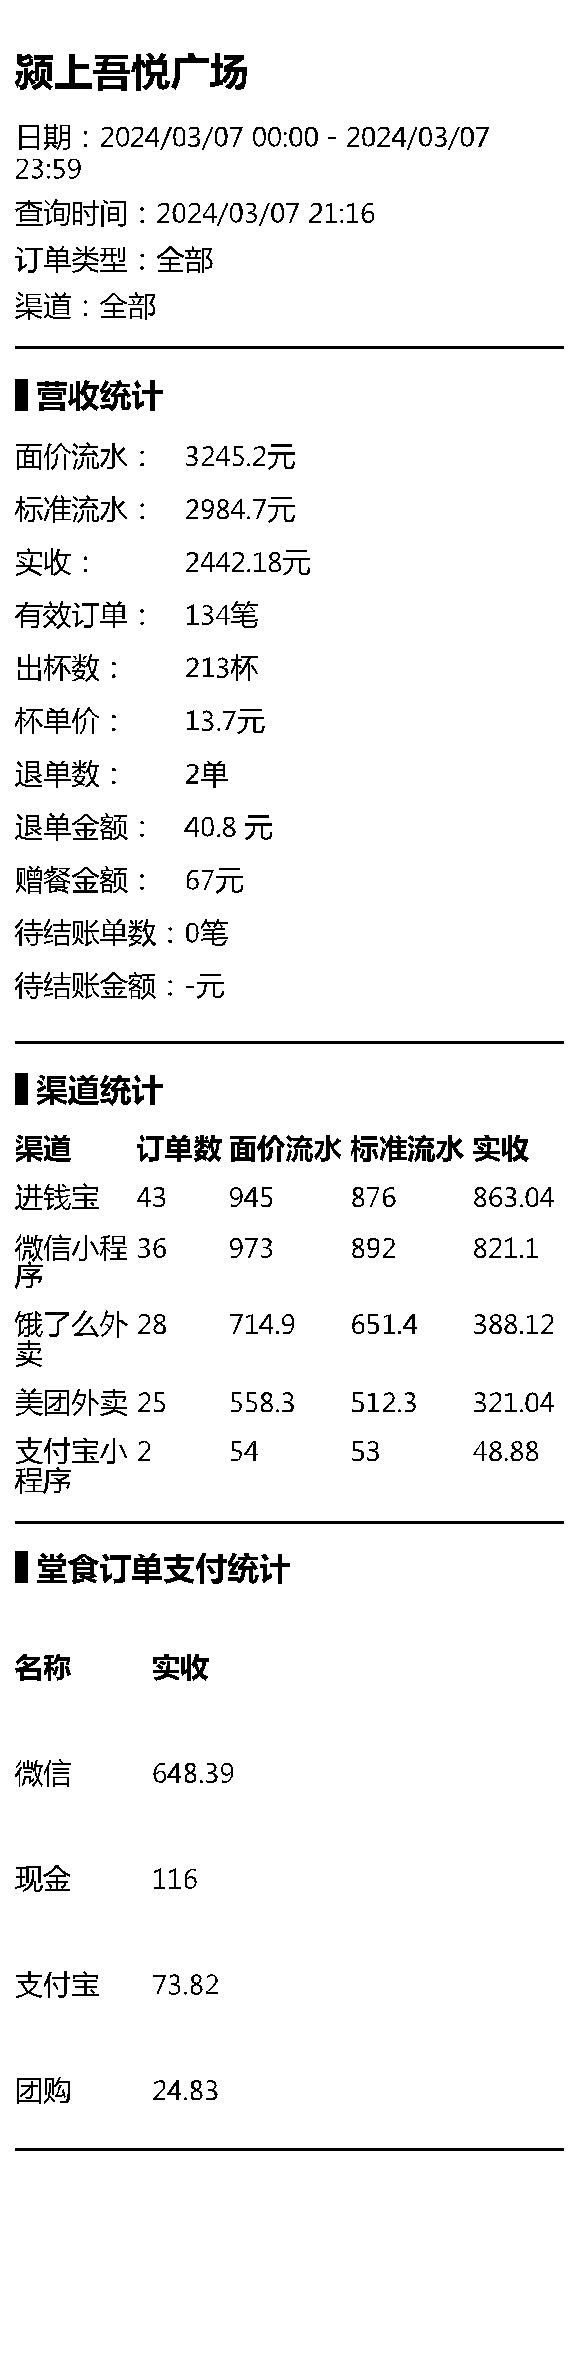 颍上吾悦广场
日期：2024/03/07 00:00 - 2024/03/07
23:59
查询时间：2024/03/07 21:16
订单类型：全部
渠道：全部
营收统计
面价流水： 3245.2元
标准流水： 2984.7元
实收： 2442.18元
有效订单： 134笔
出杯数： 213杯
杯单价： 13.7元
退单数： 2单
退单金额： 40.8 元
赠餐金额： 67元
待结账单数：0笔
待结账金额：-元
渠道统计
渠道 订单数 面价流水 标准流水 实收
进钱宝 43 945 876 863.04
微信小程 36 973 892 821.1
序
饿了么外 28 714.9 651.4 388.12
卖
美团外卖 25 558.3 512.3 321.04
支付宝小 2 54 53 48.88
程序
堂食订单支付统计
名称 实收
微信 648.39
现金 116
支付宝 73.82
团购 24.83